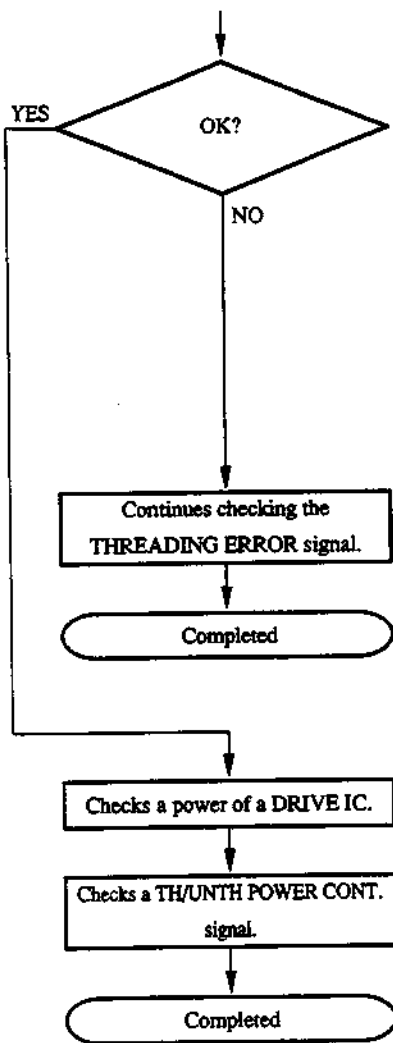 YES
OK?
NO
Continues checking the
THREADING ERROR signal.
Completed
Checks a power of a DRIVE IC.
Checks a TH/UNTH POWER CONT.
signal.
Completed